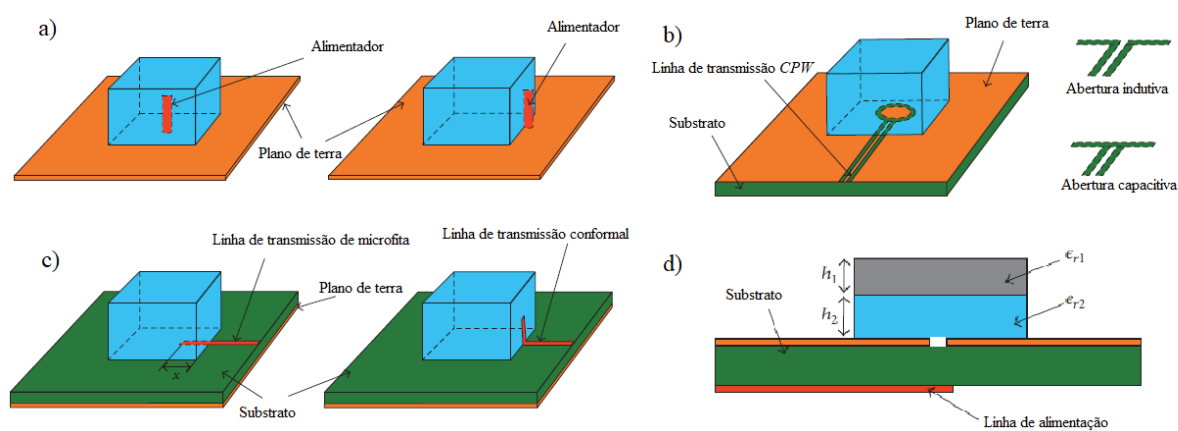 a)
Alimentador
Alimentador
Plano de terra
b)
Plano de terra
Linha de transmissão CPW
Substrato
Abertura indutiva
Abertura capacitiva
c)
Linha de transmissão de microfita
Linha de transmissão conformal
Plano de terra
x
Substrato
d)
h₁
ϵr1
Substrato
h₂
er2
Linha de alimentação